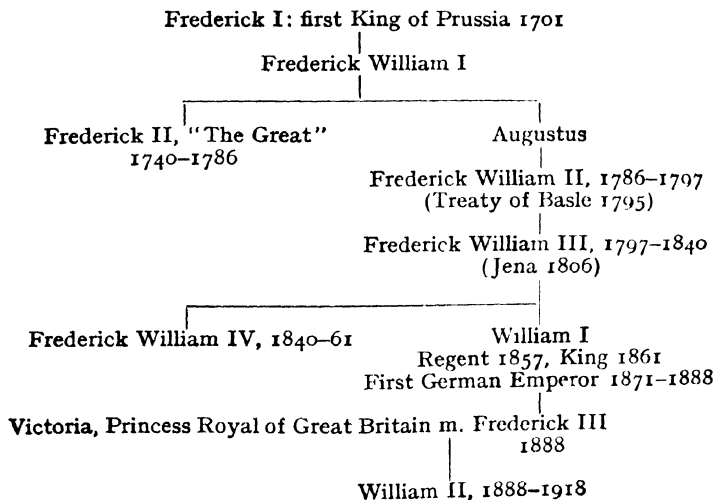 Frederick I: first King of Prussia 1701
Frederick William I
Frederick II, "The Great"
1740–1786
Augustus
Frederick William II, 1786–1797
(Treaty of Basle 1795)
Frederick William III, 1797–1840
(Jena 1806)
Frederick William IV, 1840–61
William I
Regent 1857, King 1861
First German Emperor 1871–1888
Victoria, Princess Royal of Great Britain m. Frederick III
1888
William II, 1888–1918